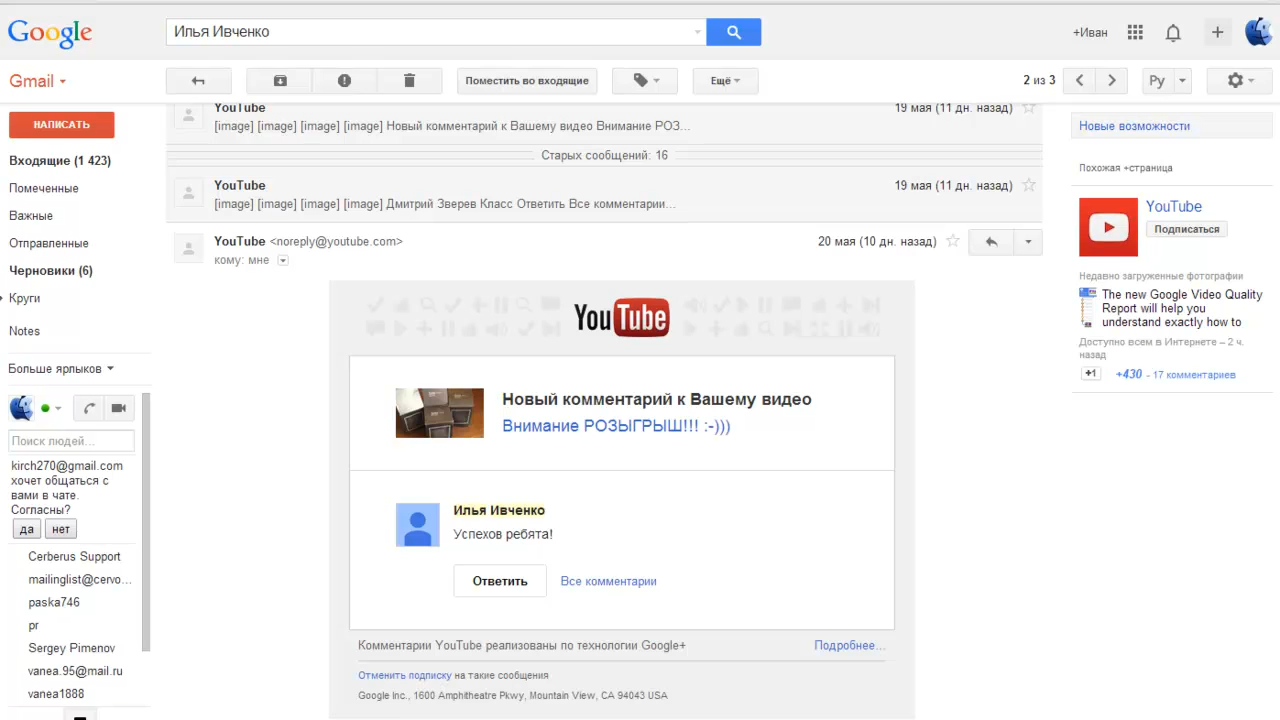 Google
Илья Ивченко
+Иван
Gmail
Поместить во входящие
Ещё
2 из 3
Ру
НАПИСАТЬ
Входящие (1 423)
Помеченные
Важные
Отправленные
Черновики (6)
Круги
Notes
Больше ярлыков
Поиск людей...
kirch270@gmail.com
хочет общаться с
вами в чате.
Согласны?
да нет
Cerberus Support
mailinglist@cervo...
paska746
pr
Sergey Pimenov
vanea.95@mail.ru
vanea1888
YouTube 19 мая (11 дн. назад)
[image] [image] [image] [image] Новый комментарий к Вашему видео Внимание РОЗ...
Старых сообщений: 16
YouTube 19 мая (11 дн. назад)
[image] [image] [image] [image] Дмитрий Зверев Класс Ответить Все комментарии...
YouTube <noreply@youtube.com> 20 мая (10 дн. назад)
кому: мне
YouTube
Новый комментарий к Вашему видео
Внимание РОЗЫГРЫШ!!! :-)))
Илья Ивченко
Успехов ребята!
Ответить Все комментарии
Комментарии YouTube реализованы по технологии Google+ Подробнее...
Отменить подписку на такие сообщения
Google Inc., 1600 Amphitheatre Pkwy, Mountain View, CA 94043 USA
Новые возможности
Похожая +страница
YouTube
Подписаться
Недавно загруженные фотографии
The new Google Video Quality
Report will help you
understand exactly how to
Доступно всем в Интернете – 2 ч.
назад
+1 +430 - 17 комментариев